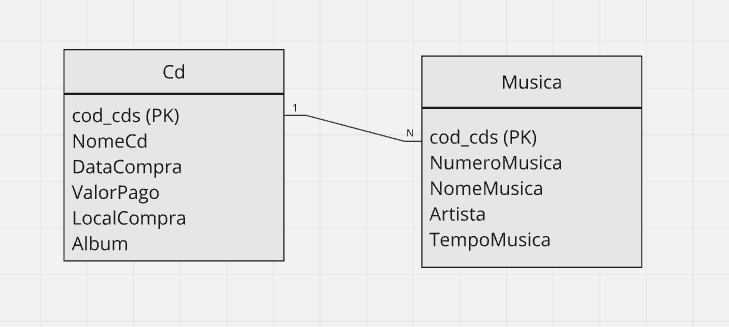 Cd
cod_cds (PK)
NomeCd
DataCompra
ValorPago
LocalCompra
Album
1
N
Musica
cod_cds (PK)
NumeroMusica
NomeMusica
Artista
TempoMusica